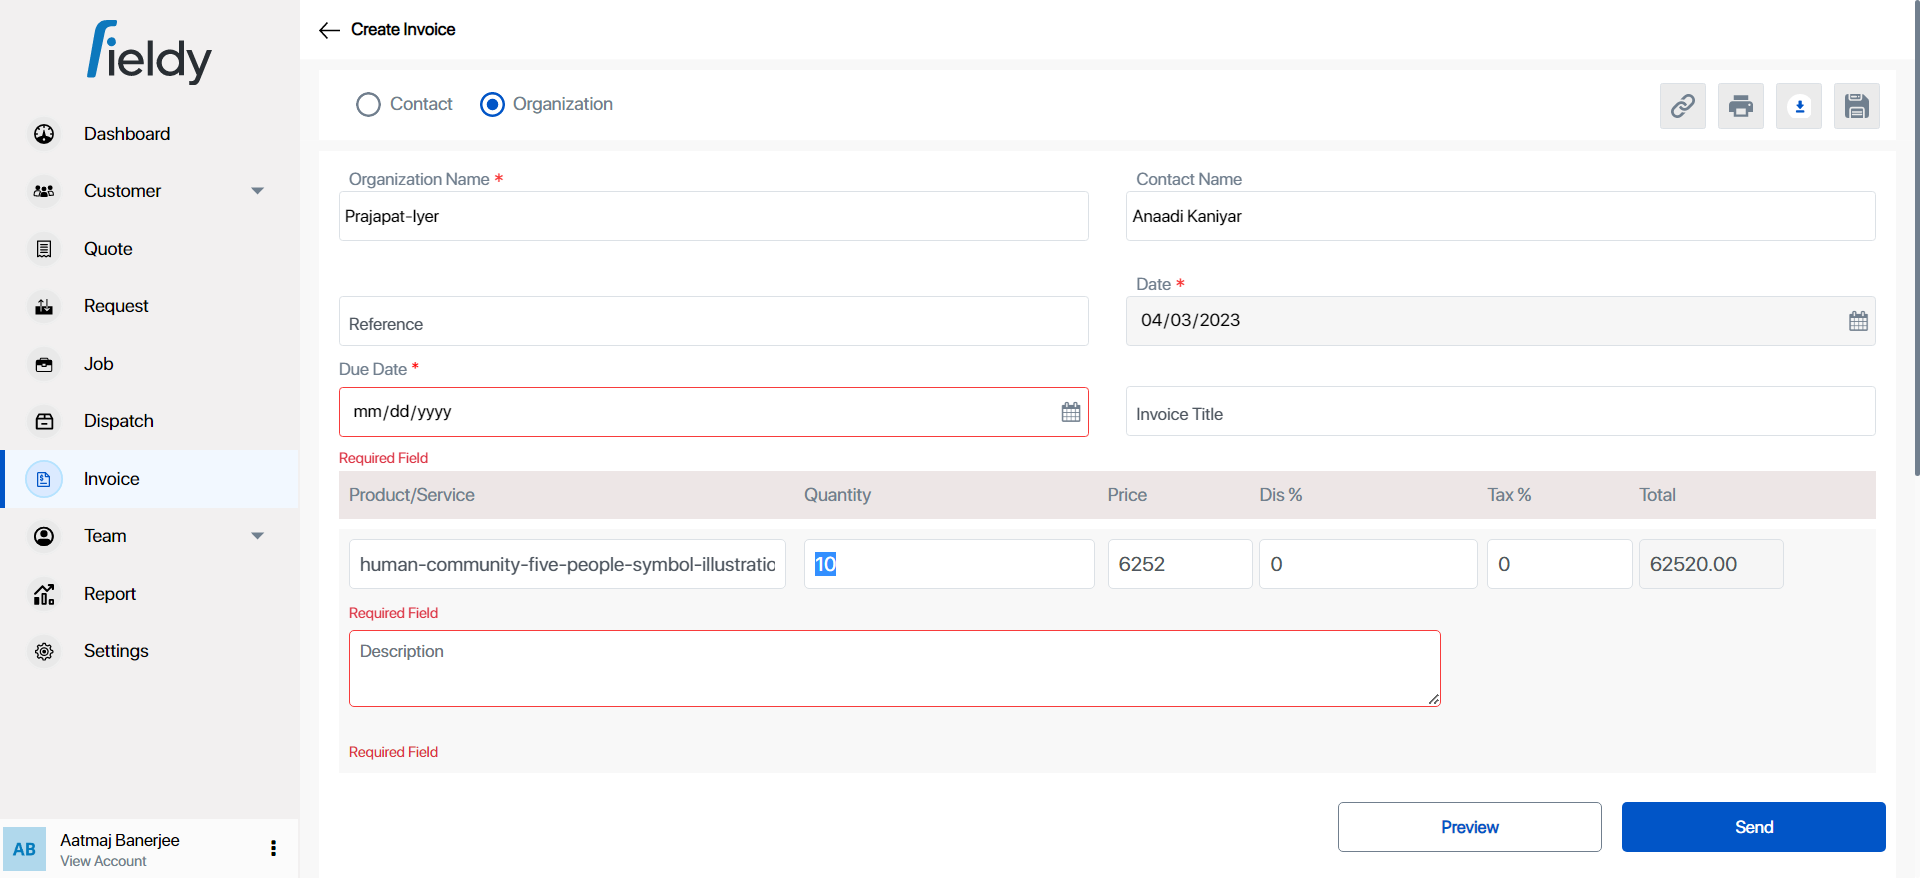 fieldy
Dashboard
Customer
Quote
Request
Job
Dispatch
Invoice
Team
Report
Settings
AB
Aatmaj Banerjee
View Account
Create Invoice
Contact
Organization
Organization Name *
Prajapat-Iyer
Contact Name
Anaadi Kaniyar
Reference
Date *
04/03/2023
Due Date *
mm/dd/yyyy
Required Field
Invoice Title
Product/Service Quantity Price Dis % Tax % Total
human-community-five-people-symbol-illustratio 10 6252 0 0 62520.00
Required Field
Description
Required Field
Preview
Send